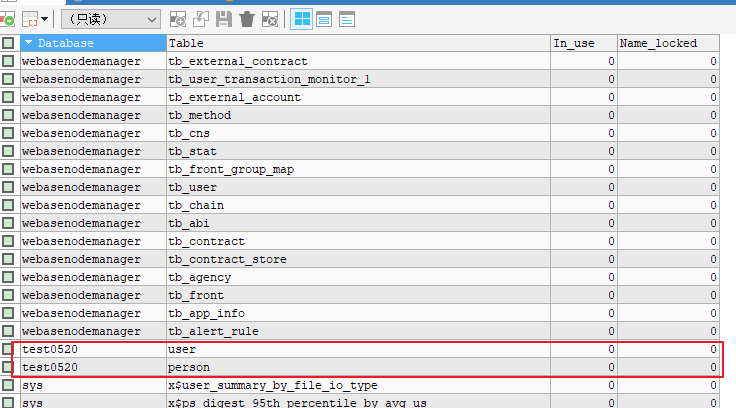 （只读）
Database Table In_use Name_locked
webasenodemanager tb_external_contract 0 0
webasenodemanager tb_user_transaction_monitor_1 0 0
webasenodemanager tb_external_account 0 0
webasenodemanager tb_method 0 0
webasenodemanager tb_cns 0 0
webasenodemanager tb_stat 0 0
webasenodemanager tb_front_group_map 0 0
webasenodemanager tb_user 0 0
webasenodemanager tb_chain 0 0
webasenodemanager tb_abi 0 0
webasenodemanager tb_contract 0 0
webasenodemanager tb_contract_store 0 0
webasenodemanager tb_agency 0 0
webasenodemanager tb_front 0 0
webasenodemanager tb_app_info 0 0
webasenodemanager tb_alert_rule 0 0
test0520 user 0 0
test0520 person 0 0
sys x$user_summary_by_file_io_type 0 0
sys x$ps_digest_95th_percentile_by_avg_us 0 0